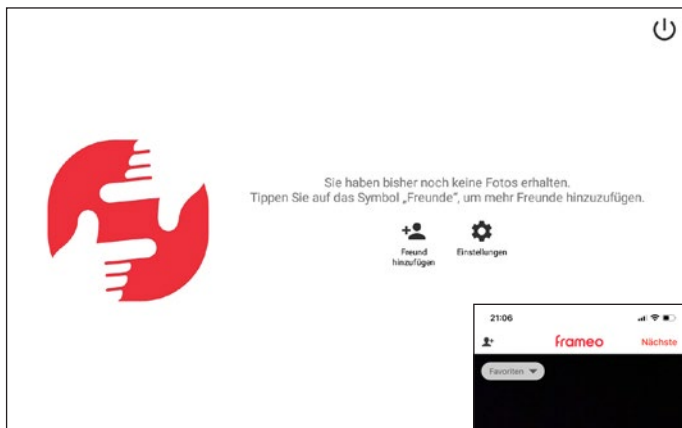 Sie haben bisher noch keine Fotos erhalten.
Tippen Sie auf das Symbol „Freunde“, um mehr Freunde hinzuzufügen.
Freund
hinzufügen
Einstellungen
21:06
frameo
Nächste
Favoriten